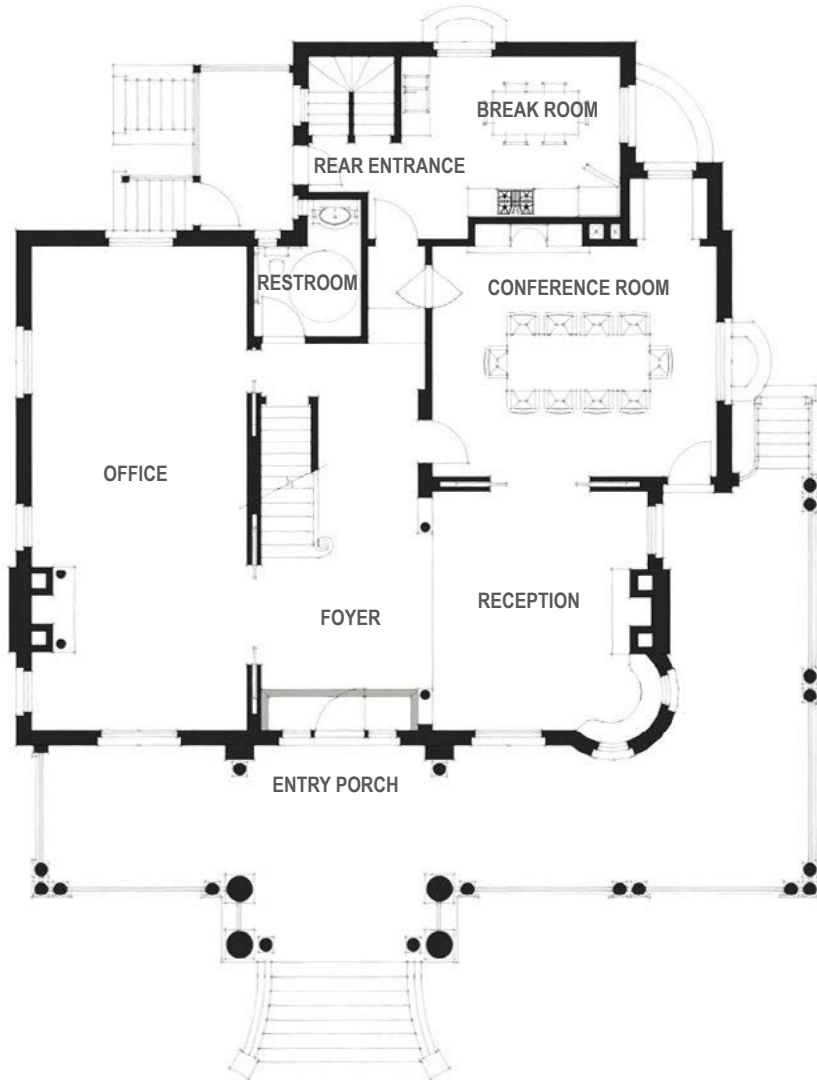 BREAK ROOM
REAR ENTRANCE
RESTROOM
CONFERENCE ROOM
OFFICE
RECEPTION
FOYER
ENTRY PORCH